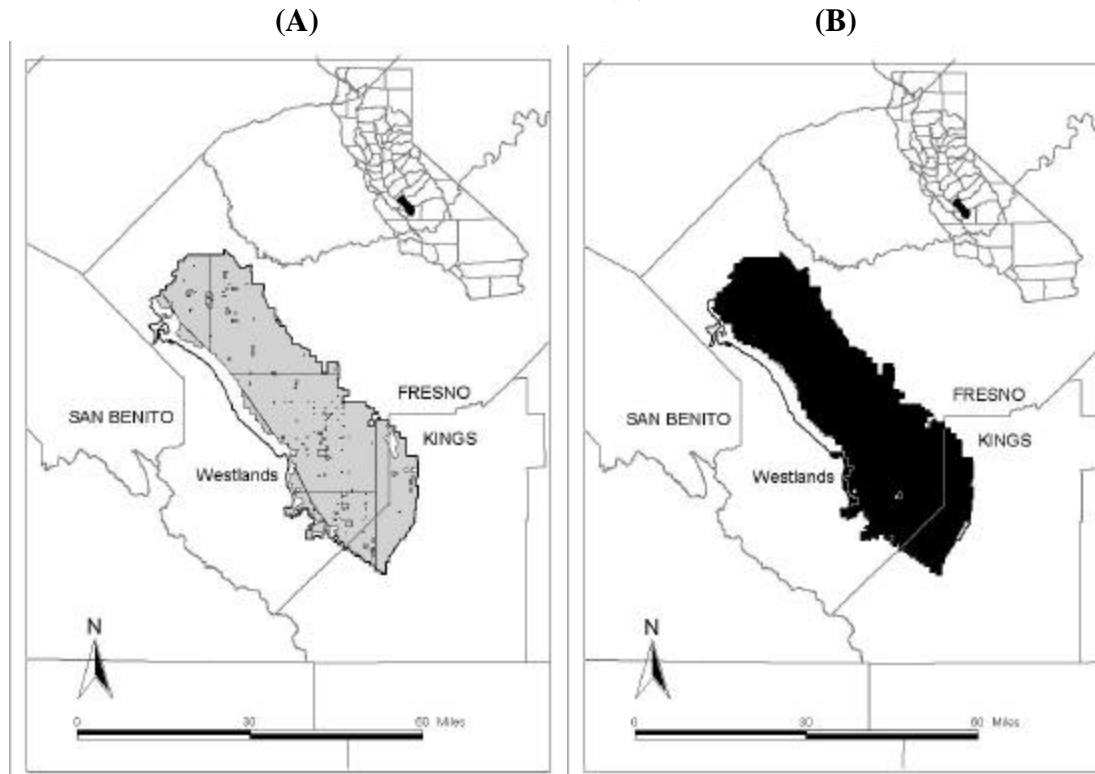 (A)
(B)
FRESNO
SAN BENITO
KINGS
Westlands
N
0 30 60 Miles
FRESNO
SAN BENITO
KINGS
Westlands
N
0 30 60 Miles